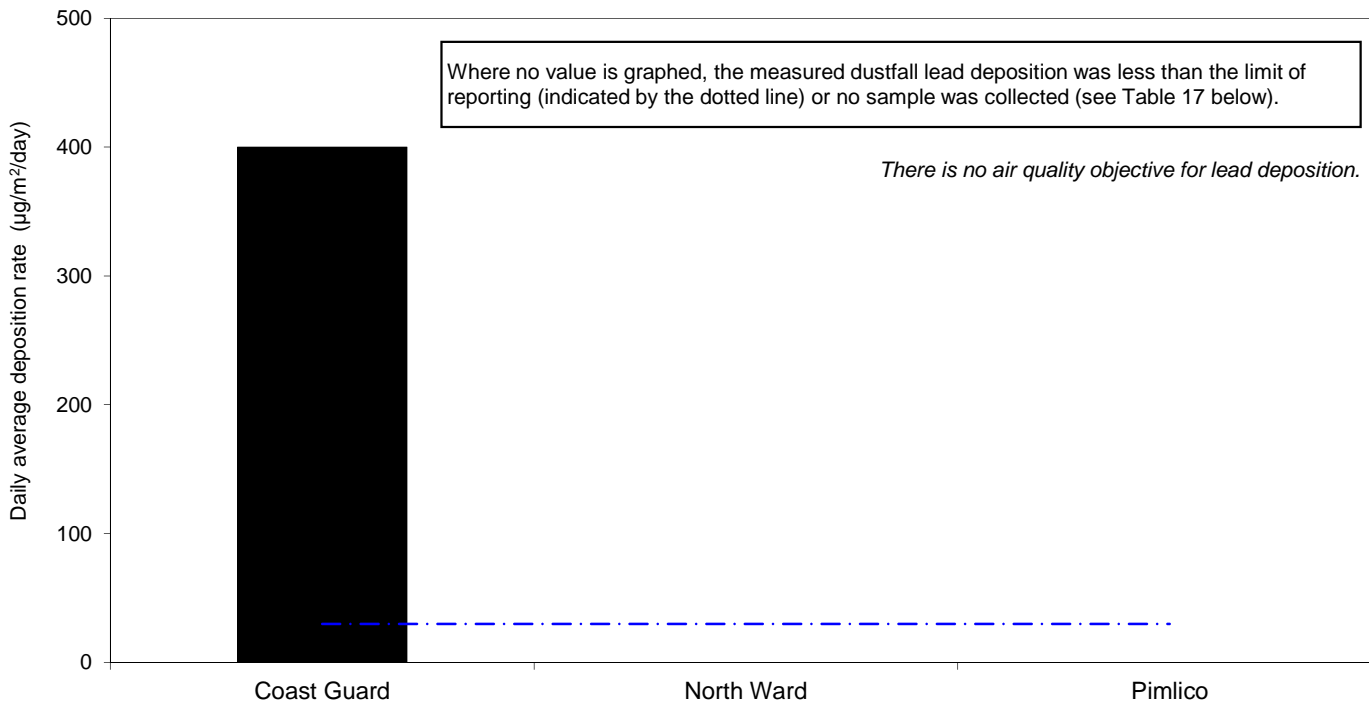 500
Where no value is graphed, the measured dustfall lead deposition was less than the limit of
reporting (indicated by the dotted line) or no sample was collected (see Table 17 below).
There is no air quality objective for lead deposition.
400
300
200
100
0
Daily average deposition rate (µg/m²/day)
Coast Guard
North Ward
Pimlico